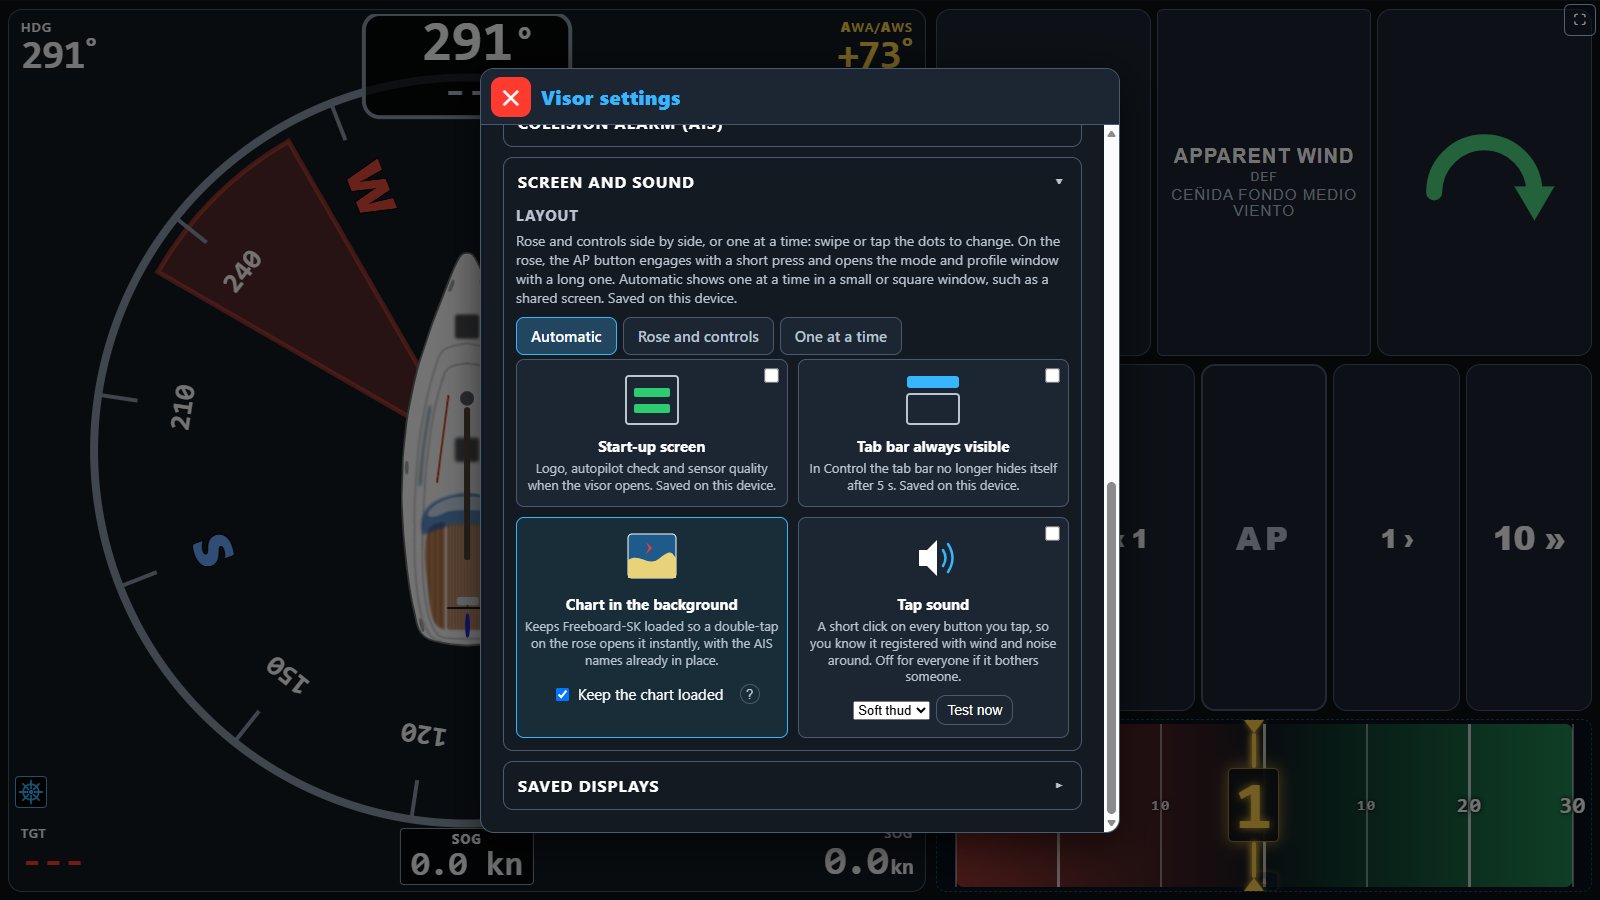 HDG
291°
291°
--
AWA/AWS
+73°
Visor settings
COLLISION ALARM (AIS)
SCREEN AND SOUND
LAYOUT
Rose and controls side by side, or one at a time: swipe or tap the dots to change. On the
rose, the AP button engages with a short press and opens the mode and profile window
with a long one. Automatic shows one at a time in a small or square window, such as a
shared screen. Saved on this device.
Automatic
Rose and controls
One at a time
Start-up screen
Logo, autopilot check and sensor quality
when the visor opens. Saved on this device.
Tab bar always visible
In Control the tab bar no longer hides itself
after 5 s. Saved on this device.
Chart in the background
Keeps Freeboard-SK loaded so a double-tap
on the rose opens it instantly, with the AIS
names already in place.
Keep the chart loaded
?
Tap sound
A short click on every button you tap, so
you know it registered with wind and noise
around. Off for everyone if it bothers
someone.
Soft thud
Test now
SAVED DISPLAYS
W
240
210
S
150
120
TGT
---
SOG
0.0 kn
SOG
0.0kn
APPARENT WIND
DEF
CEÑIDA FONDO MEDIO
VIENTO
‹ 1
AP
1 ›
10 »
10
1
10
20
30